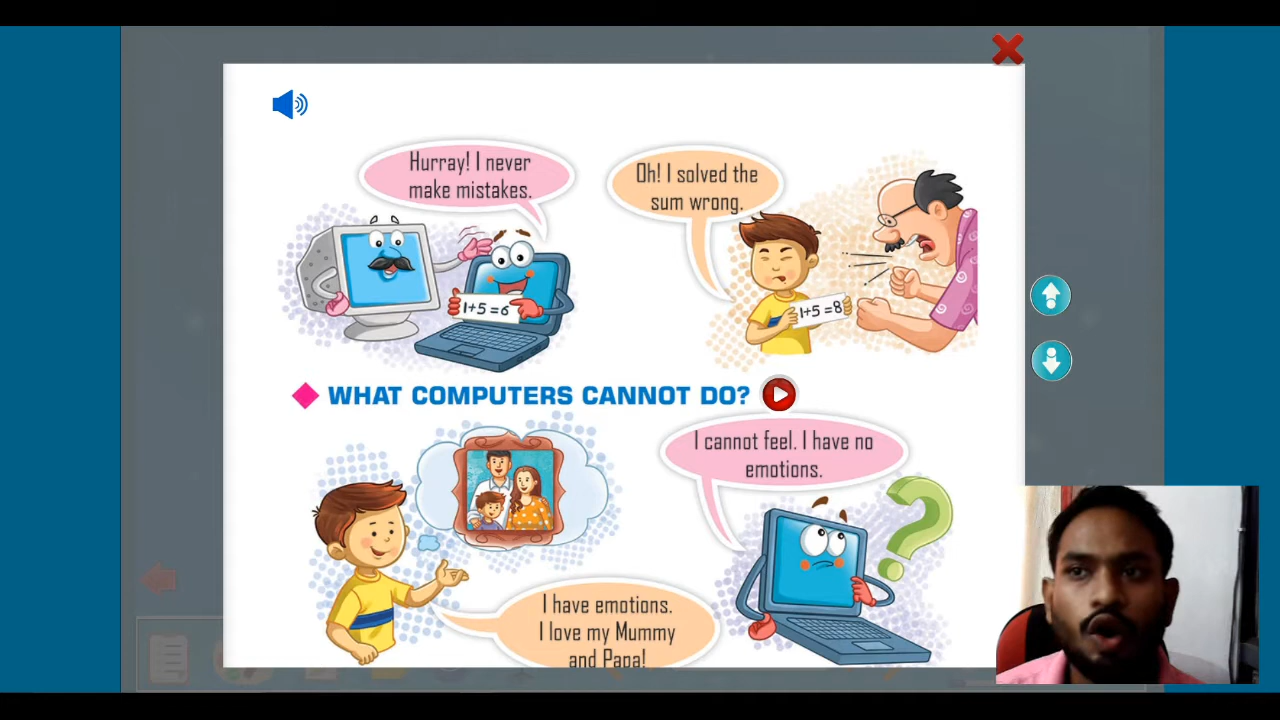 Hurray! I never
make mistakes.
Oh! I solved the
sum wrong.
1+5=6
1+5=8
WHAT COMPUTERS CANNOT DO?
I cannot feel. I have no
emotions.
I have emotions.
I love my Mummy
and Papa!